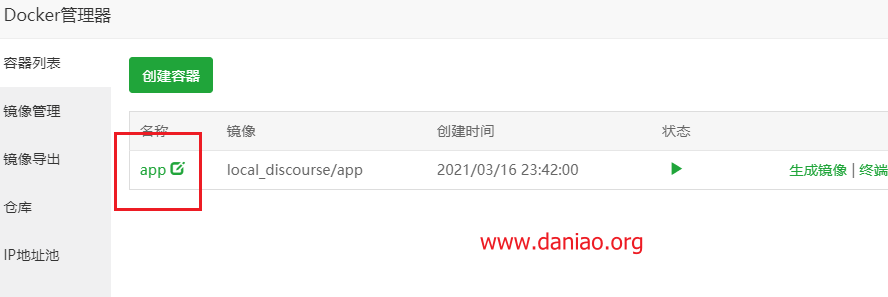 Docker管理器
容器列表
创建容器
镜像管理
名称 镜像 创建时间 状态
镜像导出
app local_discourse/app 2021/03/16 23:42:00 生成镜像 | 终端
仓库
www.daniao.org
IP地址池